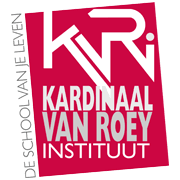 DE SCHOOL VAN JE LEVEN
KVRI
KARDINAAL
VAN ROEY
INSTITUUT